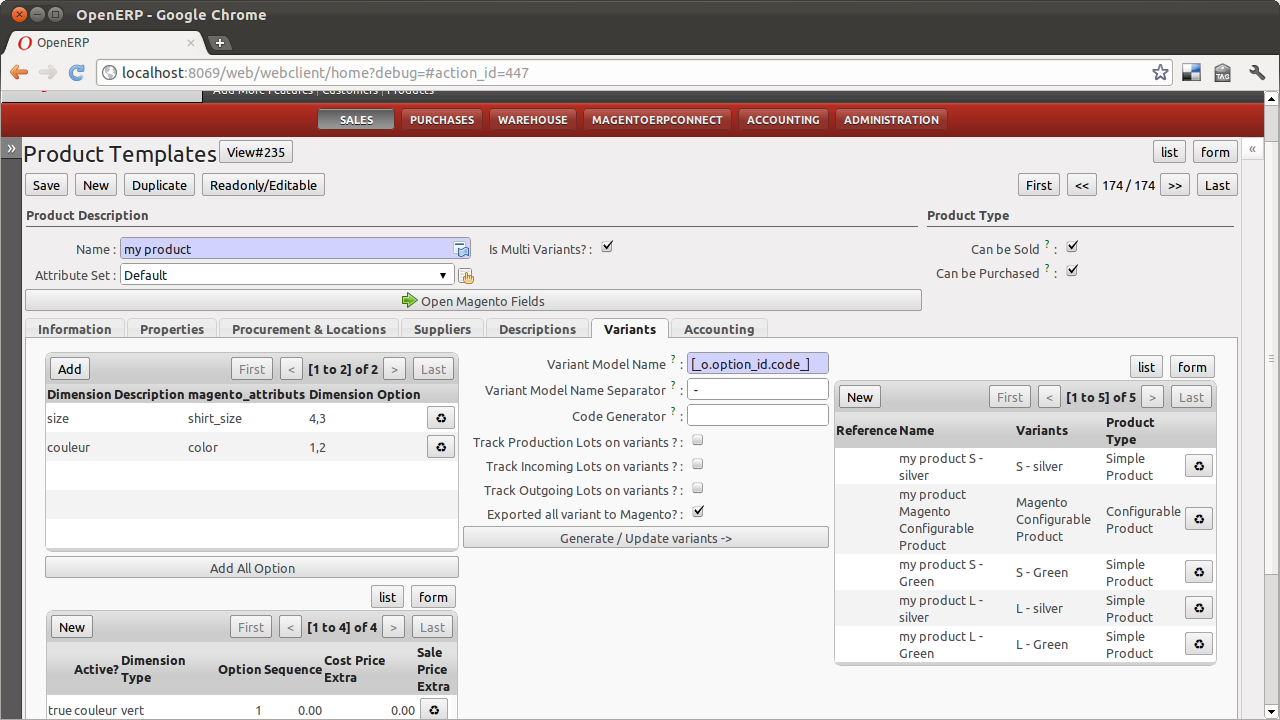 OpenERP - Google Chrome
OpenERP
localhost:8069/web/webclient/home?debug=#action_id=447
TAG
Add More Features | Customers | Products
SALES PURCHASES WAREHOUSE MAGENTOERPCONNECT ACCOUNTING ADMINISTRATION
» Product Templates View#235 list form «
Save New Duplicate Readonly/Editable First << 174 / 174 >> Last
Product Description Product Type
Name : my product Is Multi Variants? : Can be Sold ? :
Attribute Set : Default Can be Purchased ? :
Open Magento Fields
Information Properties Procurement & Locations Suppliers Descriptions Variants Accounting
Add First < [1 to 2] of 2 > Last
Dimension Description magento_attributs Dimension Option
size shirt_size 4,3
couleur color 1,2
Add All Option
list form
New First < [1 to 4] of 4 > Last
Active? Dimension Type Option Sequence Cost Price Extra Sale Price Extra
true couleur vert 1 0.00 0.00
Variant Model Name ? : [_o.option_id.code_]
Variant Model Name Separator ? : -
Code Generator ? :
Track Production Lots on variants ? :
Track Incoming Lots on variants ? :
Track Outgoing Lots on variants ? :
Exported all variant to Magento? :
Generate / Update variants ->
list form
New First < [1 to 5] of 5 > Last
Reference Name Variants Product Type
my product S - silver S - silver Simple Product
my product Magento Configurable Product Magento Configurable Product Configurable Product
my product S - Green S - Green Simple Product
my product L - silver L - silver Simple Product
my product L - Green L - Green Simple Product